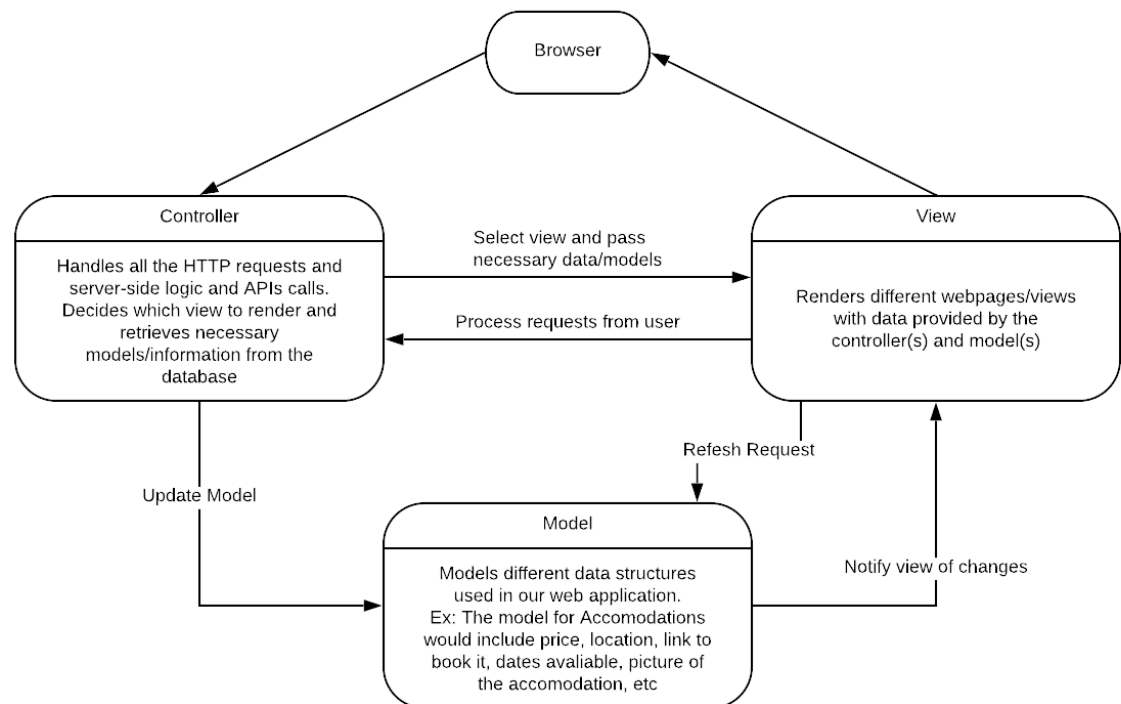 Browser
Controller
Handles all the HTTP requests and
server-side logic and APIs calls.
Decides which view to render and
retrieves necessary
models/information from the
database
Select view and pass
necessary data/models
Process requests from user
View
Renders different webpages/views
with data provided by the
controller(s) and model(s)
Refesh Request
Update Model
Model
Models different data structures
used in our web application.
Ex: The model for Accomodations
would include price, location, link to
book it, dates avaliable, picture of
the accomodation, etc
Notify view of changes